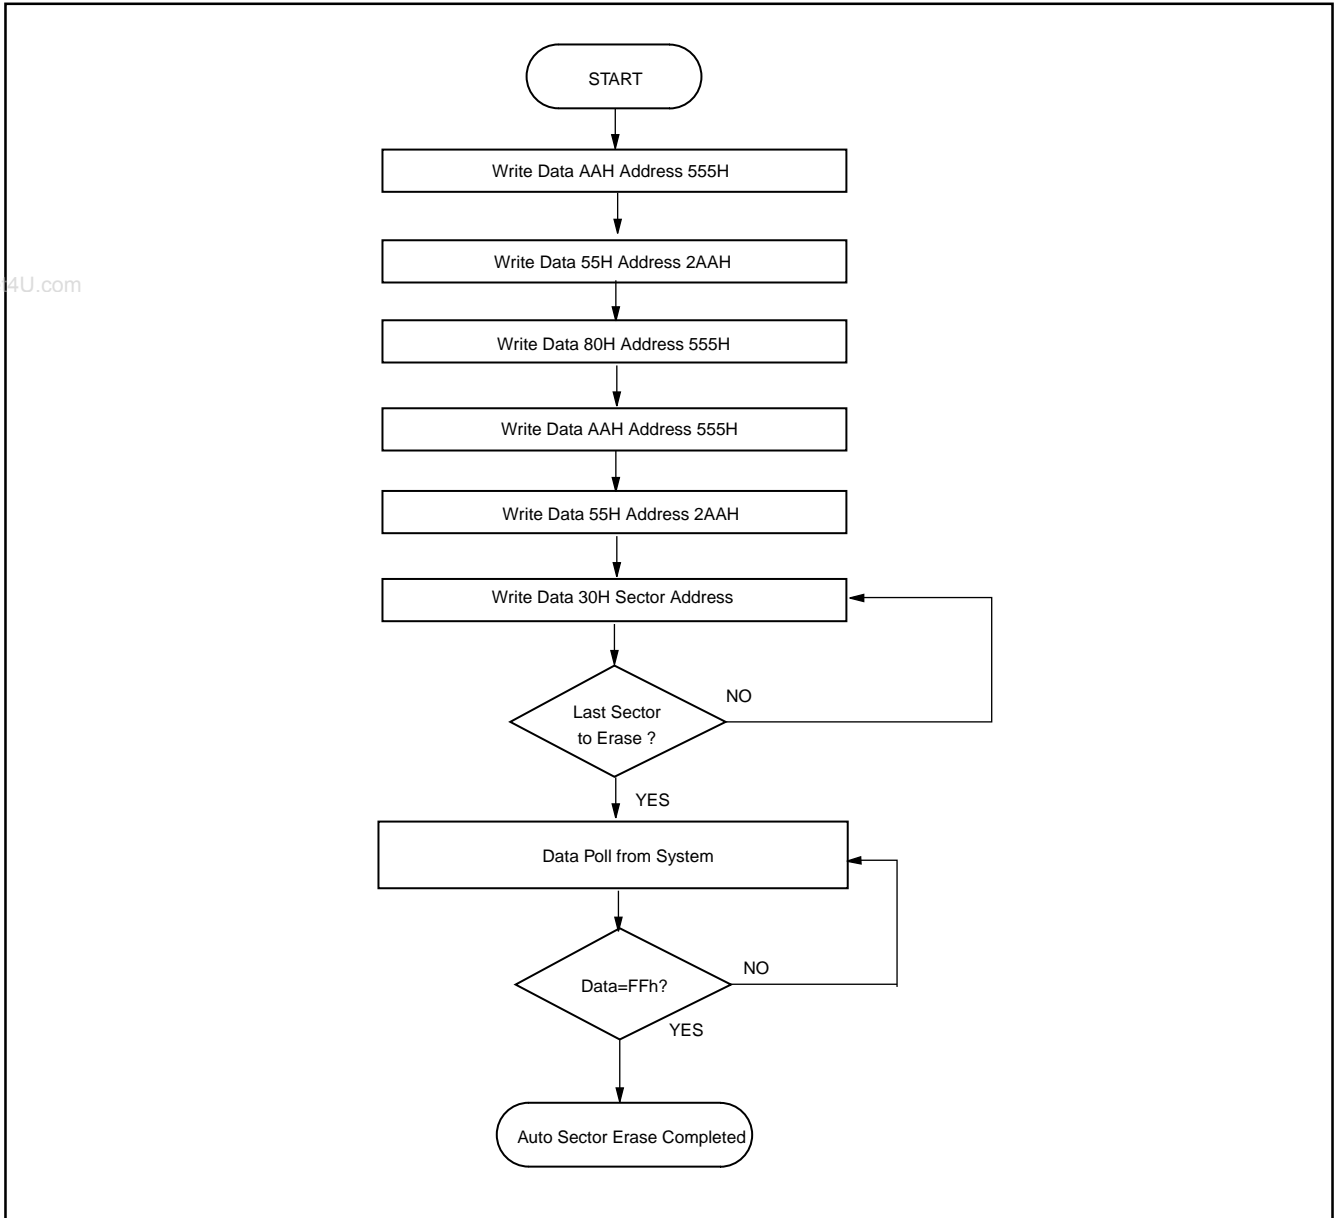 START
Write Data AAH Address 555H
Write Data 55H Address 2AAH
4U.com
Write Data 80H Address 555H
Write Data AAH Address 555H
Write Data 55H Address 2AAH
Write Data 30H Sector Address
NO
Last Sector
to Erase ?
YES
Data Poll from System
NO
Data=FFh?
YES
Auto Sector Erase Completed